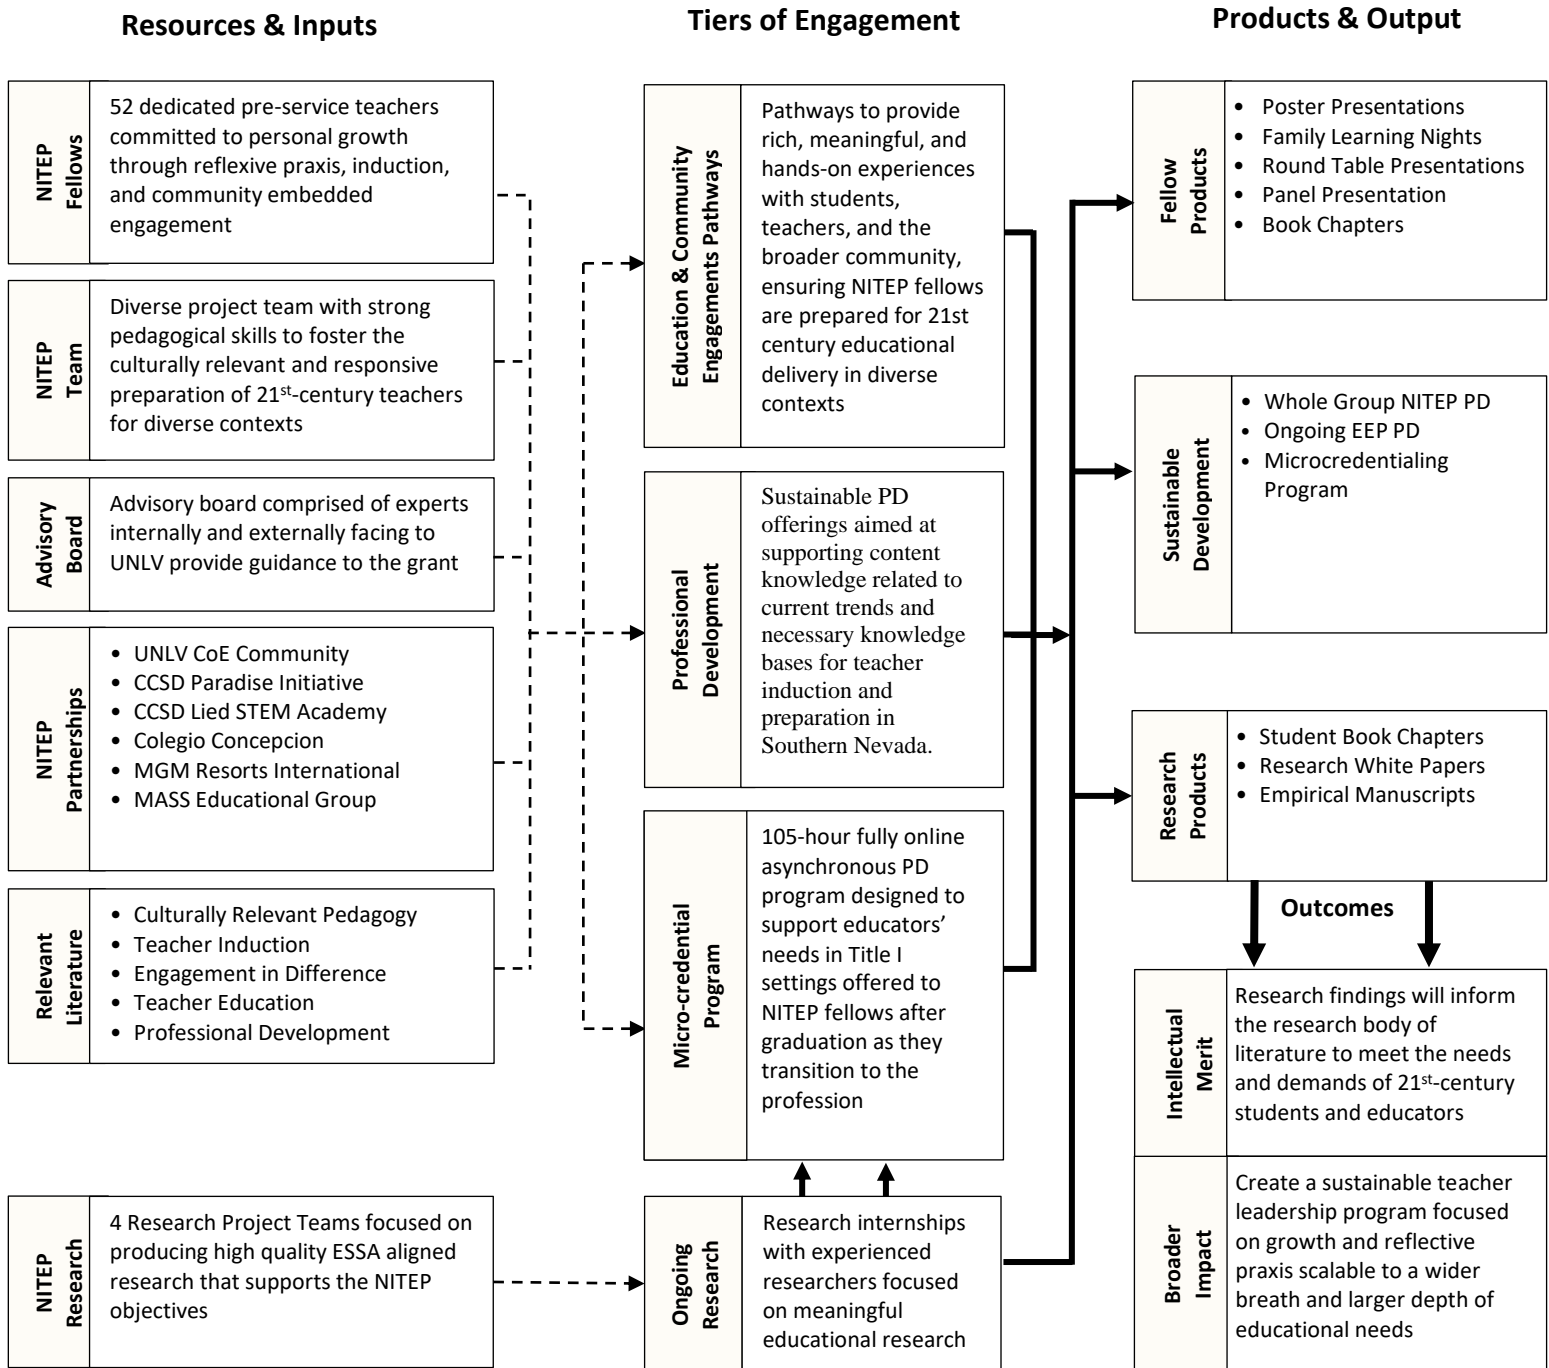 Resources & Inputs
Tiers of Engagement
Products & Output
NITEP
Fellows
52 dedicated pre-service teachers
committed to personal growth
through reflexive praxis, induction,
and community embedded
engagement
NITEP
Team
Diverse project team with strong
pedagogical skills to foster the
culturally relevant and responsive
preparation of 21st-century teachers
for diverse contexts
Advisory
Board
Advisory board comprised of experts
internally and externally facing to
UNLV provide guidance to the grant
NITEP
Partnerships
• UNLV CoE Community
• CCSD Paradise Initiative
• CCSD Lied STEM Academy
• Colegio Concepcion
• MGM Resorts International
• MASS Educational Group
Relevant
Literature
• Culturally Relevant Pedagogy
• Teacher Induction
• Engagement in Difference
• Teacher Education
• Professional Development
NITEP
Research
4 Research Project Teams focused on
producing high quality ESSA aligned
research that supports the NITEP
objectives
Education & Community
Engagements Pathways
Pathways to provide
rich, meaningful, and
hands-on experiences
with students,
teachers, and the
broader community,
ensuring NITEP fellows
are prepared for 21st
century educational
delivery in diverse
contexts
Professional
Development
Sustainable PD
offerings aimed at
supporting content
knowledge related to
current trends and
necessary knowledge
bases for teacher
induction and
preparation in
Southern Nevada.
Micro-credential
Program
105-hour fully online
asynchronous PD
program designed to
support educators’
needs in Title I
settings offered to
NITEP fellows after
graduation as they
transition to the
profession
Ongoing
Research
Research internships
with experienced
researchers focused
on meaningful
educational research
Fellow
Products
• Poster Presentations
• Family Learning Nights
• Round Table Presentations
• Panel Presentation
• Book Chapters
Sustainable
Development
• Whole Group NITEP PD
• Ongoing EEP PD
• Microcredentialing
Program
Research
Products
• Student Book Chapters
• Research White Papers
• Empirical Manuscripts
Outcomes
Intellectual
Merit
Research findings will inform
the research body of
literature to meet the needs
and demands of 21st-century
students and educators
Broader
Impact
Create a sustainable teacher
leadership program focused
on growth and reflective
praxis scalable to a wider
breath and larger depth of
educational needs